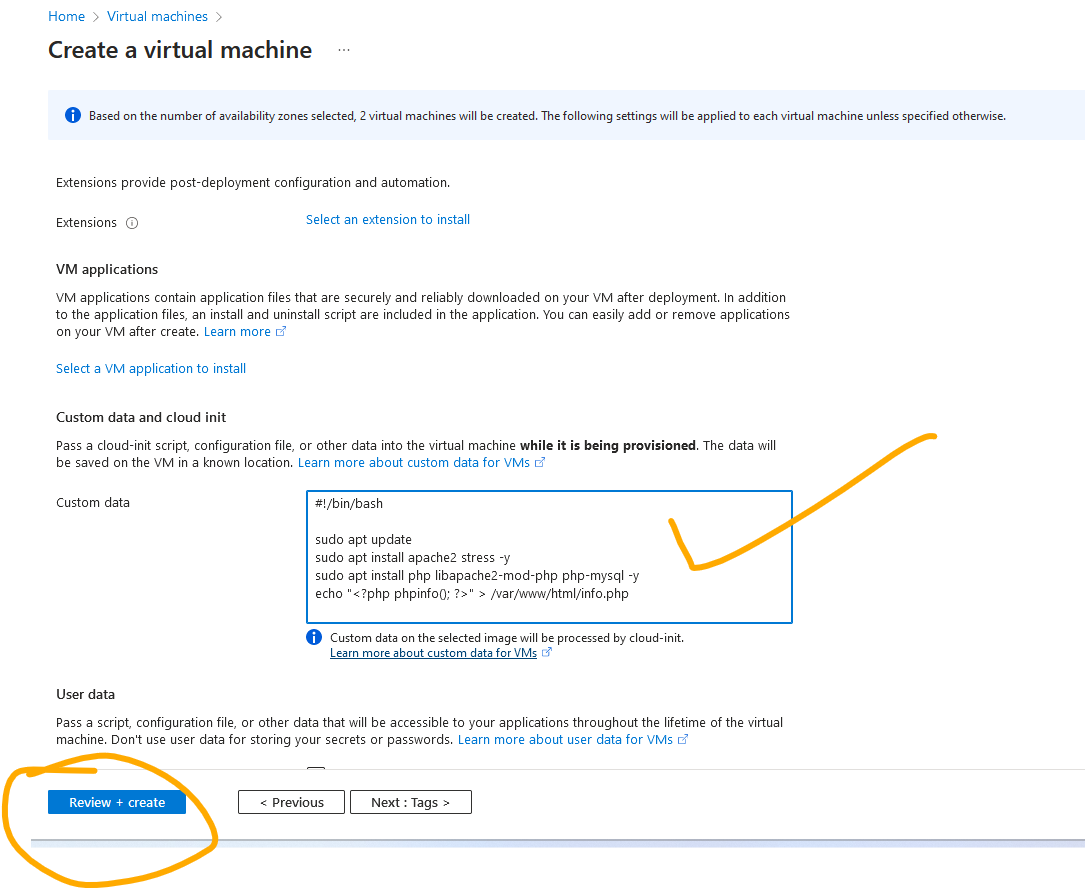 Home > Virtual machines >
Create a virtual machine ...
Based on the number of availability zones selected, 2 virtual machines will be created. The following settings will be applied to each virtual machine unless specified otherwise.
Extensions provide post-deployment configuration and automation.
Extensions
Select an extension to install
VM applications
VM applications contain application files that are securely and reliably downloaded on your VM after deployment. In addition
to the application files, an install and uninstall script are included in the application. You can easily add or remove applications
on your VM after create. Learn more
Select a VM application to install
Custom data and cloud init
Pass a cloud-init script, configuration file, or other data into the virtual machine while it is being provisioned. The data will
be saved on the VM in a known location. Learn more about custom data for VMs
Custom data
#!/bin/bash
sudo apt update
sudo apt install apache2 stress -y
sudo apt install php libapache2-mod-php php-mysql -y
echo "<?php phpinfo(); ?>" > /var/www/html/info.php
Custom data on the selected image will be processed by cloud-init.
Learn more about custom data for VMs
User data
Pass a script, configuration file, or other data that will be accessible to your applications throughout the lifetime of the virtual
machine. Don't use user data for storing your secrets or passwords. Learn more about user data for VMs
Review + create
< Previous
Next : Tags >